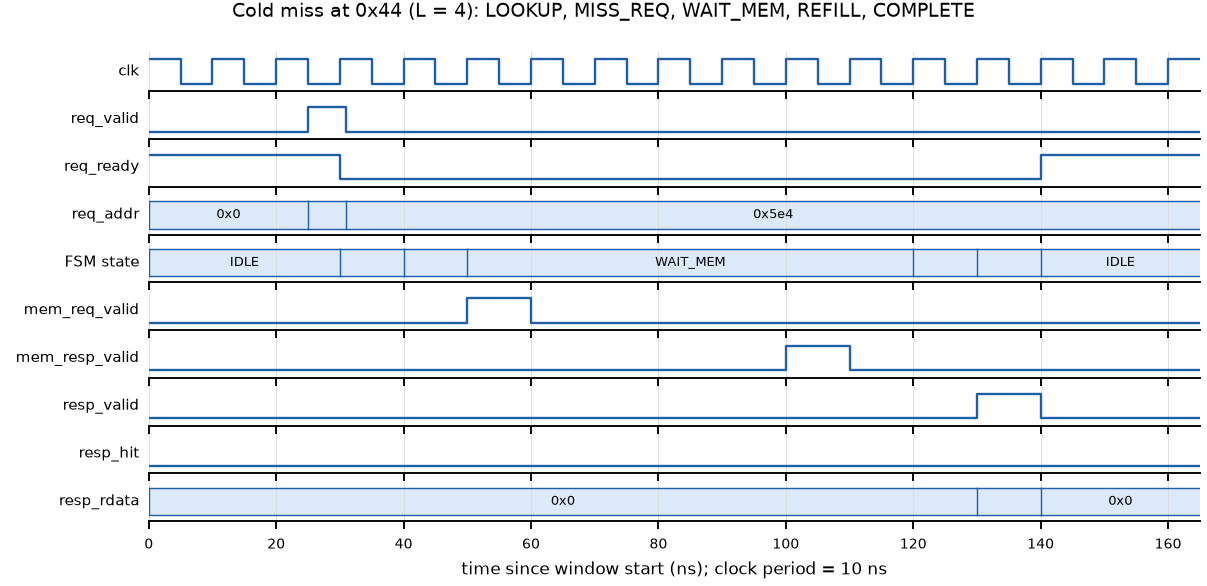 Cold miss at 0x44 (L = 4): LOOKUP, MISS_REQ, WAIT_MEM, REFILL, COMPLETE
clk
req_valid
req_ready
req_addr 0x0 0x5e4
FSM state IDLE WAIT_MEM IDLE
mem_req_valid
mem_resp_valid
resp_valid
resp_hit
resp_rdata 0x0 0x0
0 20 40 60 80 100 120 140 160
time since window start (ns); clock period = 10 ns